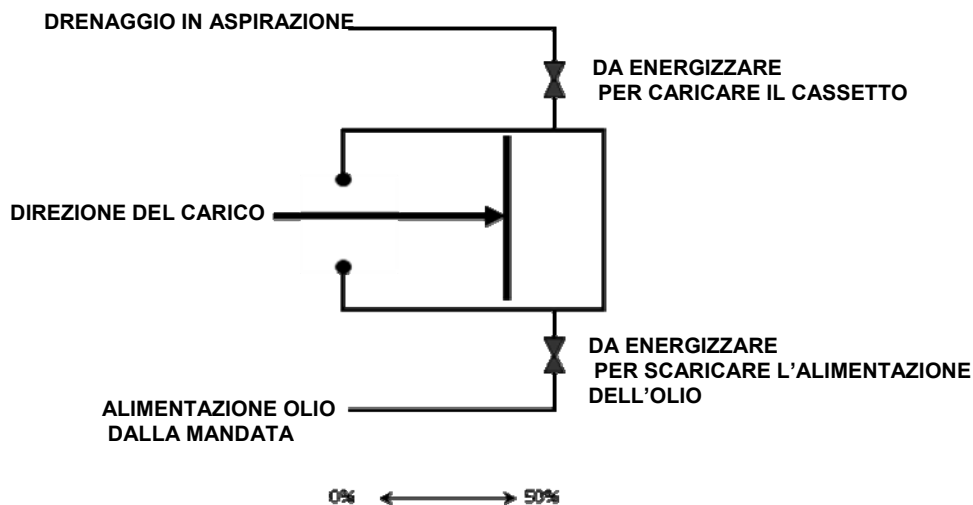 DRENAGGIO IN ASPIRAZIONE
DA ENERGIZZARE
PER CARICARE IL CASSETTO
DIREZIONE DEL CARICO
DA ENERGIZZARE
PER SCARICARE L'ALIMENTAZIONE
DELL'OLIO
ALIMENTAZIONE OLIO
DALLA MANDATA
0% 50%